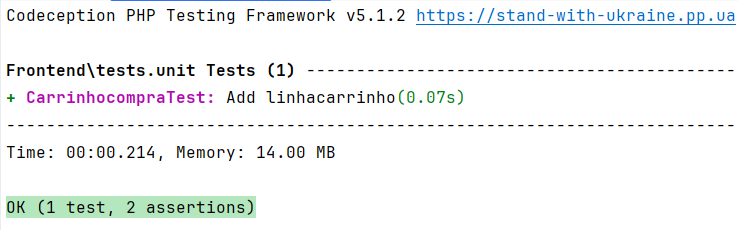 Codeception PHP Testing Framework v5.1.2 https://stand-with-ukraine.pp.ua
Frontend\tests.unit Tests (1) -------------------------------------------
+ CarrinhocompraTest: Add linhacarrinho(0.07s)
-------------------------------------------------------------------------
Time: 00:00.214, Memory: 14.00 MB
OK (1 test, 2 assertions)